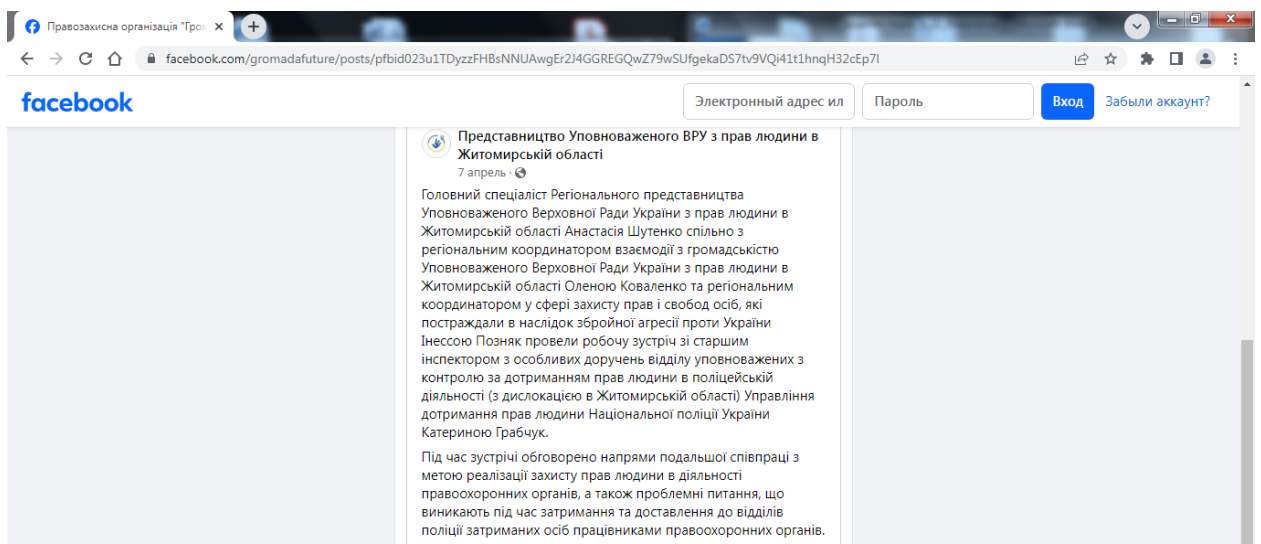 Правозахисна організація "Гро
facebook.com/gromadafuture/posts/pfbid023u1TDyzzFHBsNNUAwgEr2J4GGREGQwZ79wSUfgekaDS7tv9VQi41t1hnqH32cEp7l
facebook
Электронный адрес ил
Пароль
Вход
Забыли аккаунт?
Представництво Уповноваженого ВРУ з прав людини в
Житомирській області
7 апрель ·
Головний спеціаліст Регіонального представництва
Уповноваженого Верховної Ради України з прав людини в
Житомирській області Анастасія Шутенко спільно з
регіональним координатором взаємодії з громадськістю
Уповноваженого Верховної Ради України з прав людини в
Житомирській області Оленою Коваленко та регіональним
координатором у сфері захисту прав і свобод осіб, які
постраждали в наслідок збройної агресії проти України
Інессою Позняк провели робочу зустріч зі старшим
інспектором з особливих доручень відділу уповноважених з
контролю за дотриманням прав людини в поліцейській
діяльності (з дислокацією в Житомирській області) Управління
дотримання прав людини Національної поліції України
Катериною Грабчук.
Під час зустрічі обговорено напрями подальшої співпраці з
метою реалізації захисту прав людини в діяльності
правоохоронних органів, а також проблемні питання, що
виникають під час затримання та доставлення до відділів
поліції затриманих осіб працівниками правоохоронних органів.